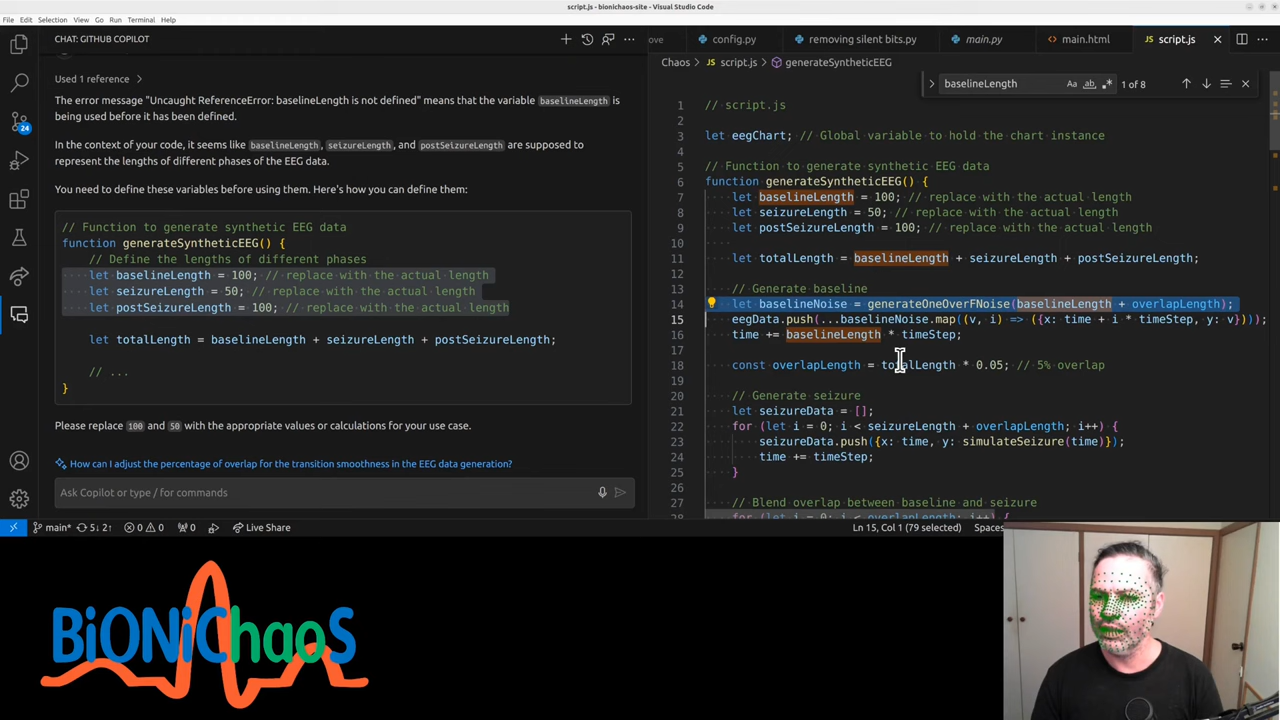 script.js - bionichaos-site - Visual Studio Code
File Edit Selection View Go Run Terminal Help
CHAT: GITHUB COPILOT
ove config.py removing silent bits.py main.py main.html JS script.js
Chaos > JS script.js > generateSyntheticEEG
baselineLength Aa ab 1 of 8
Used 1 reference >
The error message "Uncaught ReferenceError: baselineLength is not defined" means that the variable baselineLength is
being used before it has been defined.
In the context of your code, it seems like baselineLength, seizureLength, and postSeizureLength are supposed to
represent the lengths of different phases of the EEG data.
You need to define these variables before using them. Here's how you can define them:
// Function to generate synthetic EEG data
function generateSyntheticEEG() {
// Define the lengths of different phases
let baselineLength = 100; // replace with the actual length
let seizureLength = 50; // replace with the actual length
let postSeizureLength = 100; // replace with the actual length
let totalLength = baselineLength + seizureLength + postSeizureLength;
// ...
}
Please replace 100 and 50 with the appropriate values or calculations for your use case.
How can I adjust the percentage of overlap for the transition smoothness in the EEG data generation?
Ask Copilot or type / for commands
24
1 // script.js
2
3 let eegChart; // Global variable to hold the chart instance
4
5 // Function to generate synthetic EEG data
6 function generateSyntheticEEG() {
7 let baselineLength = 100; // replace with the actual length
8 let seizureLength = 50; // replace with the actual length
9 let postSeizureLength = 100; // replace with the actual length
10
11 let totalLength = baselineLength + seizureLength + postSeizureLength;
12
13 // Generate baseline
14 let baselineNoise = generateOneOverFNoise(baselineLength + overlapLength);
15 eegData.push(...baselineNoise.map((v, i) => ({x: time + i * timeStep, y: v})));
16 time += baselineLength * timeStep;
17
18 const overlapLength = totalLength * 0.05; // 5% overlap
19
20 // Generate seizure
21 let seizureData = [];
22 for (let i = 0; i < seizureLength + overlapLength; i++) {
23 seizureData.push({x: time, y: simulateSeizure(time)});
24 time += timeStep;
25 }
26
27 // Blend overlap between baseline and seizure
28 for (let i = 0; i < overlapLength; i++) {
main* 5↓ 2↑ 0 0 0 Live Share
Ln 15, Col 1 (79 selected) Spaces
BiONiChaoS